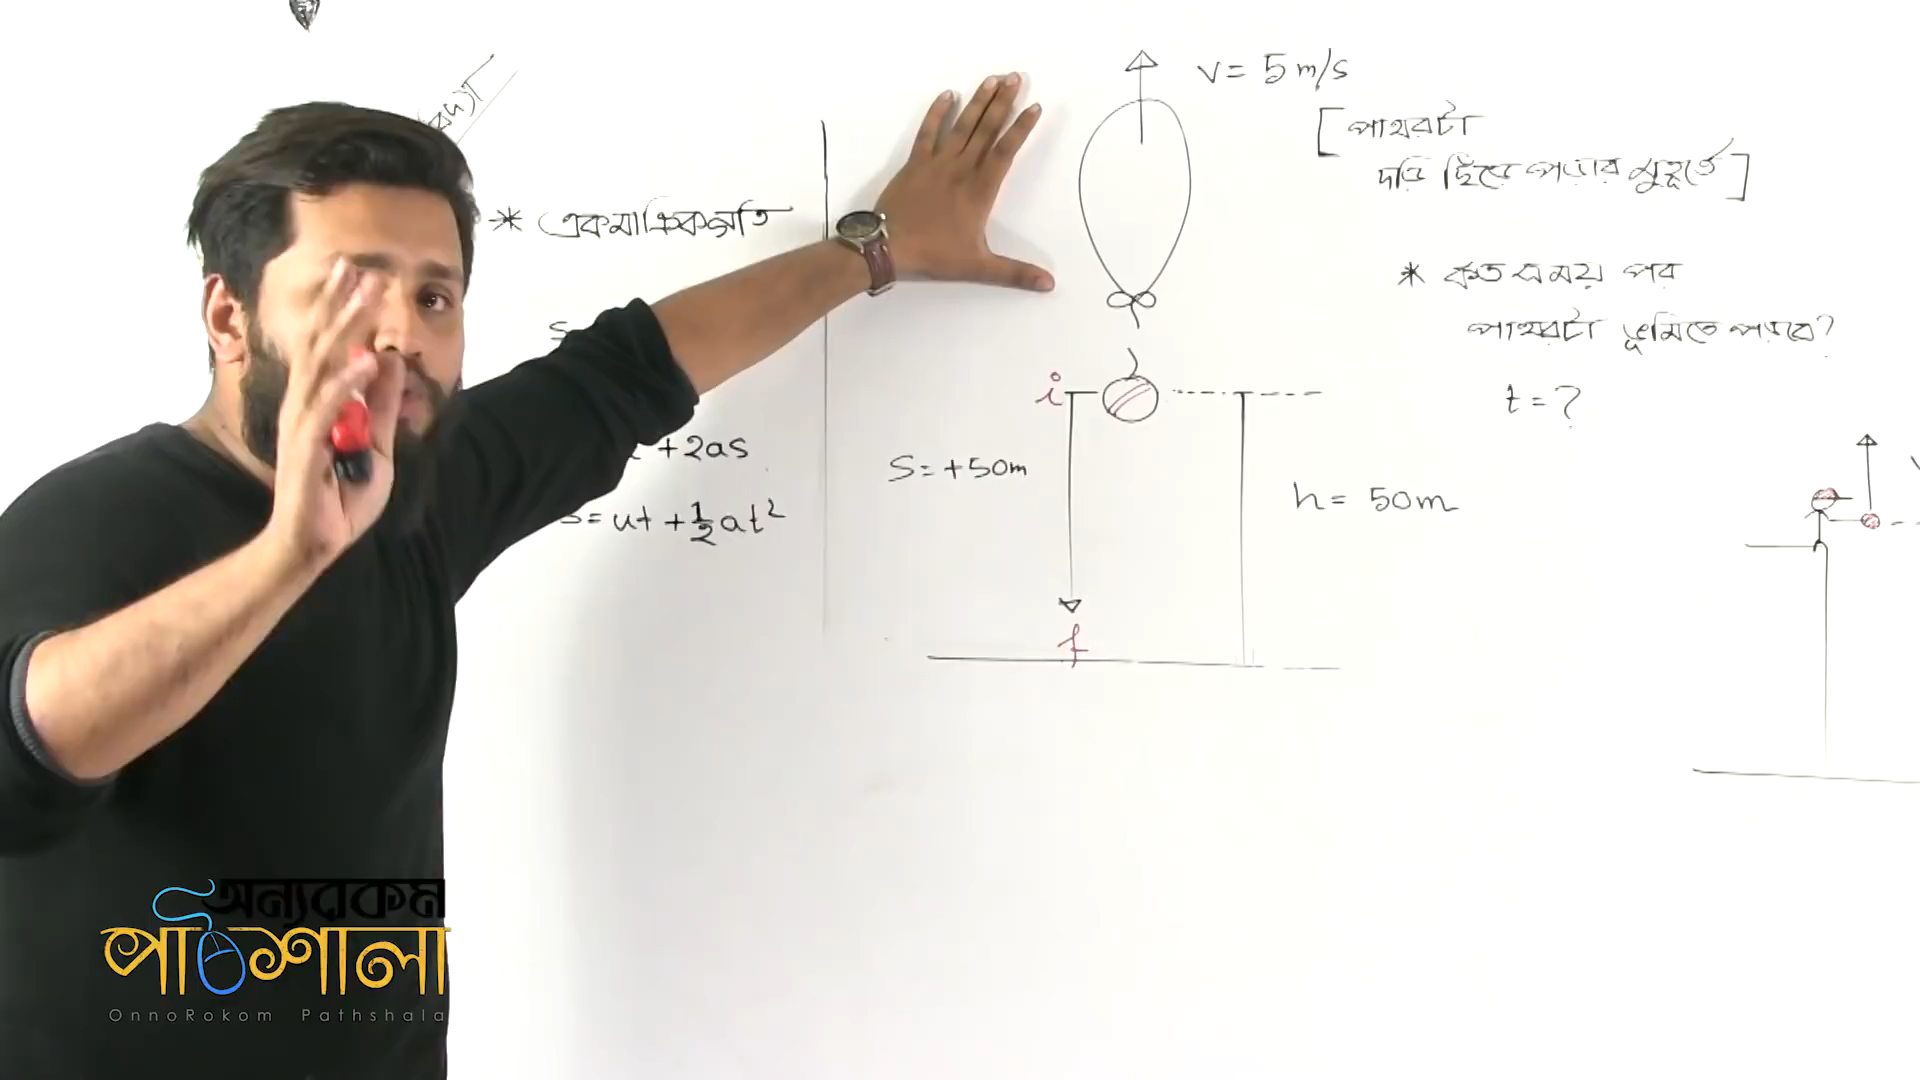 * একমাত্রিক গতি
+2as
S = ut + ½at²
V = 5 m/s
[ পাথরটা
দড়ি ছিঁড়ে পড়ার মুহূর্তে ]
* কত সময় পর
পাথরটা ভূমিতে পড়বে?
t = ?
i
S = +50m
h = 50m
f
অন্যরকম
পাঠশালা
OnnoRokom Pathshala